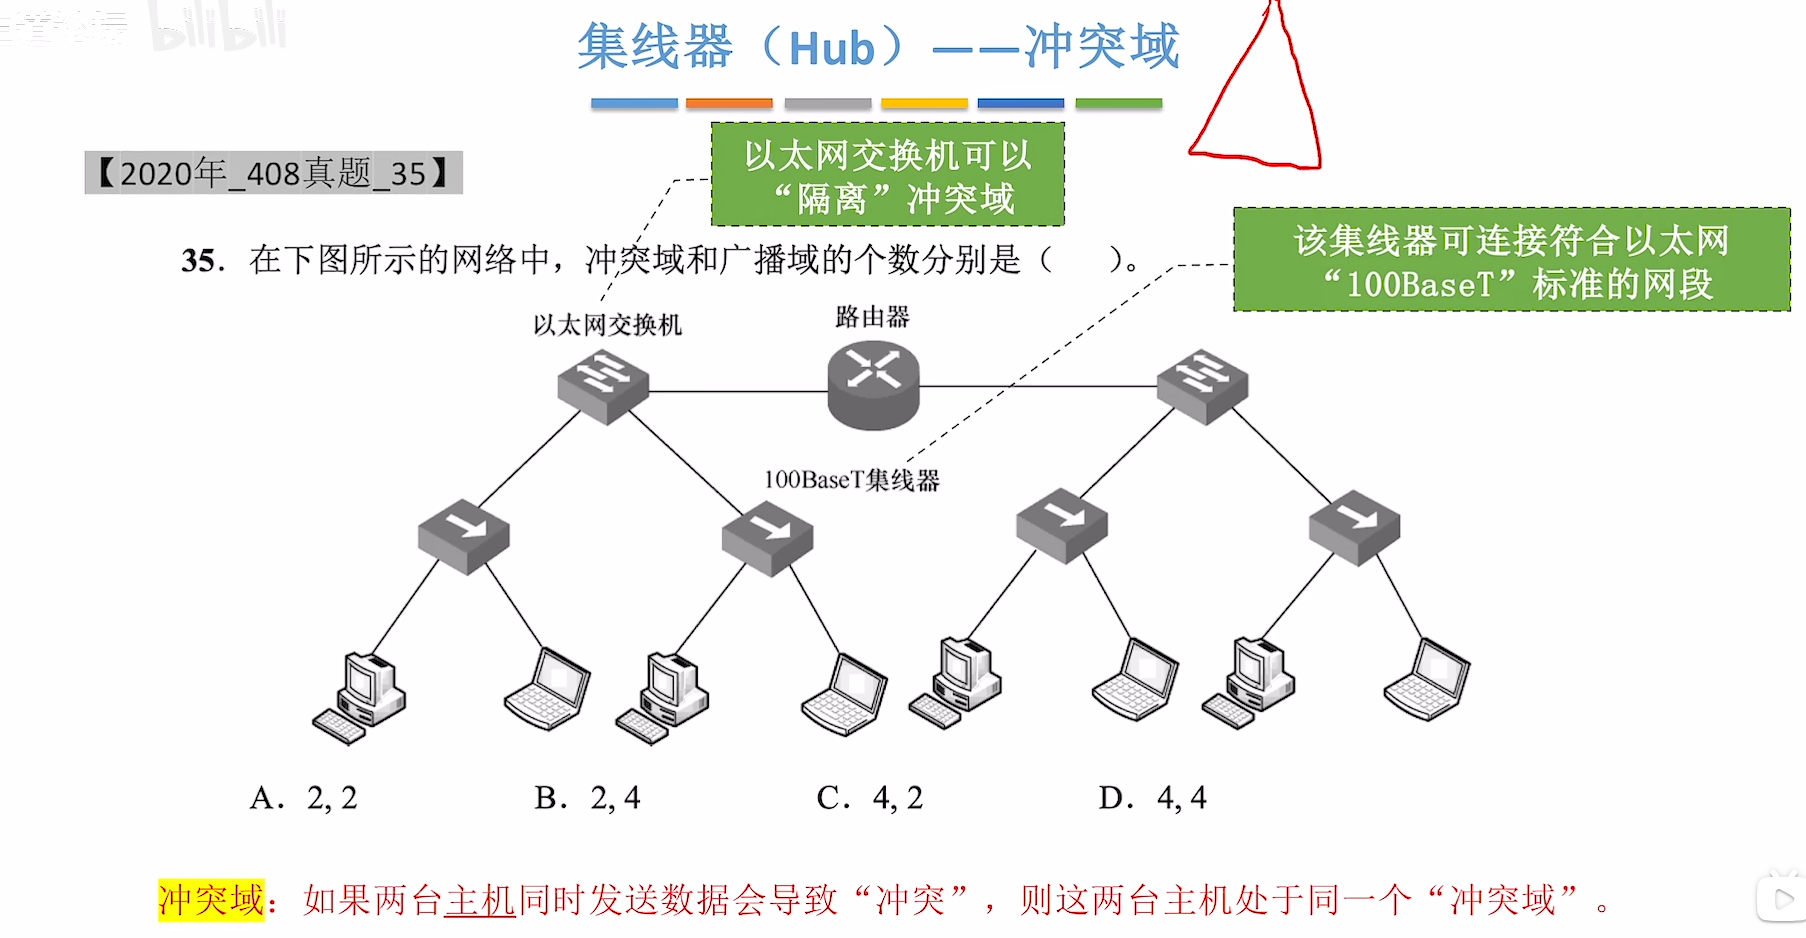 bilibili
集线器（Hub）——冲突域
【2020年_408真题_35】
以太网交换机可以
“隔离”冲突域
该集线器可连接符合以太网
“100BaseT”标准的网段
35. 在下图所示的网络中，冲突域和广播域的个数分别是（ ）。
以太网交换机
路由器
100BaseT集线器
A. 2, 2 B. 2, 4 C. 4, 2 D. 4, 4
冲突域：如果两台主机同时发送数据会导致“冲突”，则这两台主机处于同一个“冲突域”。